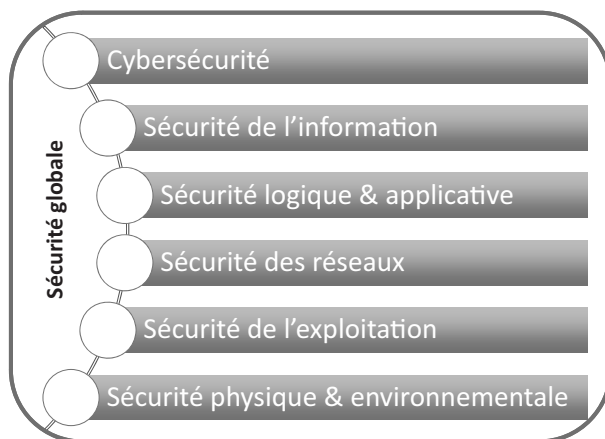 Sécurité globale
Cybersécurité
Sécurité de l'information
Sécurité logique & applicative
Sécurité des réseaux
Sécurité de l'exploitation
Sécurité physique & environnementale